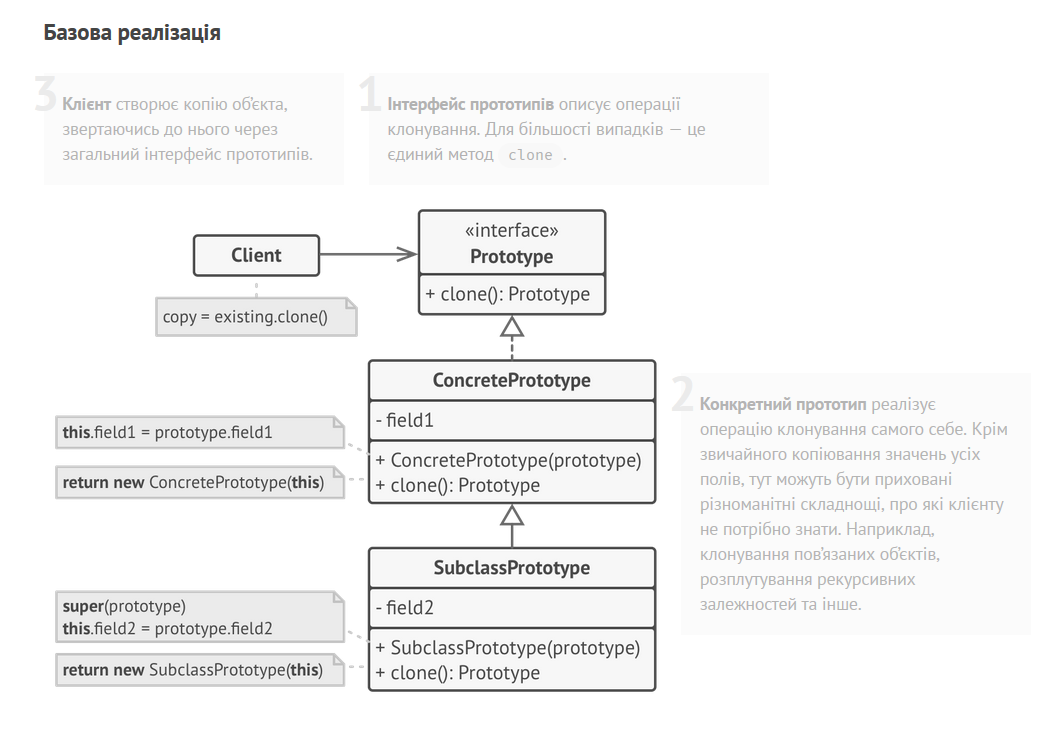 Базова реалізація
3
Клієнт створює копію об'єкта,
звертаючись до нього через
загальний інтерфейс прототипів.
1
Інтерфейс прототипів описує операції
клонування. Для більшості випадків — це
єдиний метод clone .
Client
copy = existing.clone()
«interface»
Prototype
+ clone(): Prototype
ConcretePrototype
- field1
+ ConcretePrototype(prototype)
+ clone(): Prototype
this.field1 = prototype.field1
return new ConcretePrototype(this)
2
Конкретний прототип реалізує
операцію клонування самого себе. Крім
звичайного копіювання значень усіх
полів, тут можуть бути приховані
різноманітні складнощі, про які клієнту
не потрібно знати. Наприклад,
клонування пов'язаних об'єктів,
розплутування рекурсивних
залежностей та інше.
SubclassPrototype
- field2
+ SubclassPrototype(prototype)
+ clone(): Prototype
super(prototype)
this.field2 = prototype.field2
return new SubclassPrototype(this)